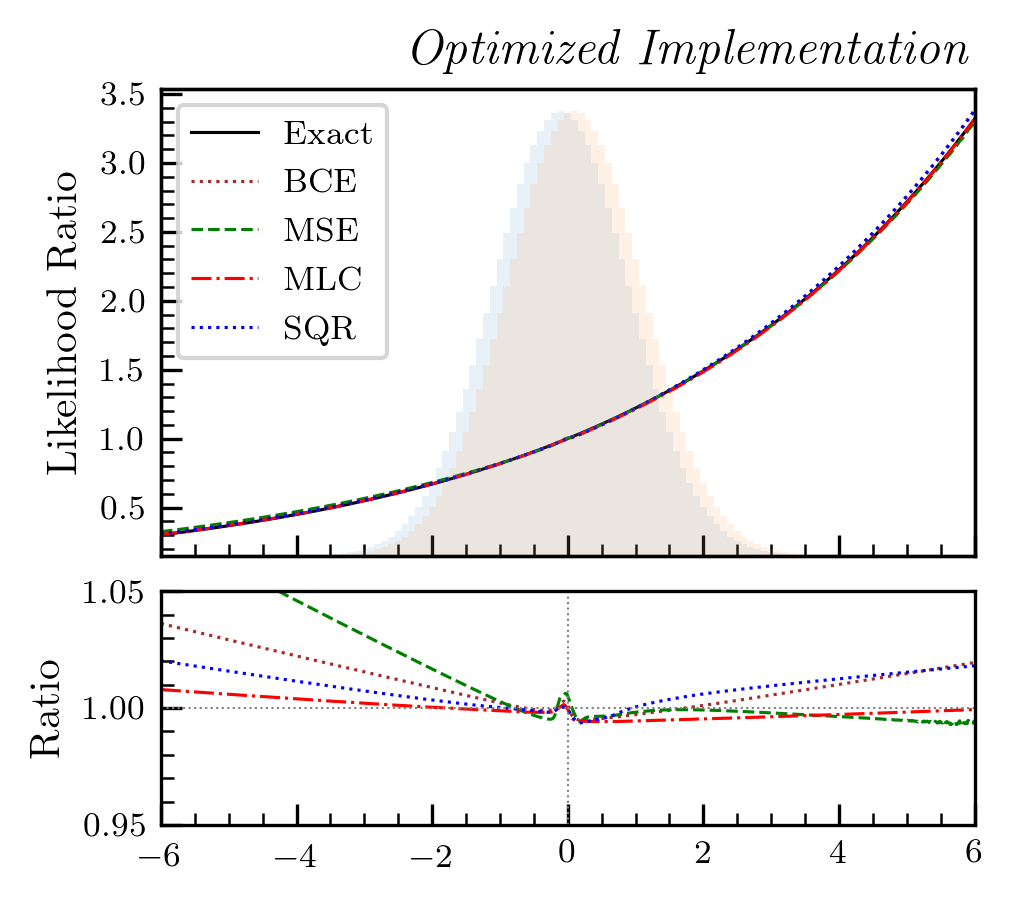 Optimized Implementation
Likelihood Ratio
3.5
3.0
2.5
2.0
1.5
1.0
0.5
Exact
BCE
MSE
MLC
SQR
Ratio
1.05
1.00
0.95
−6
−4
−2
0
2
4
6